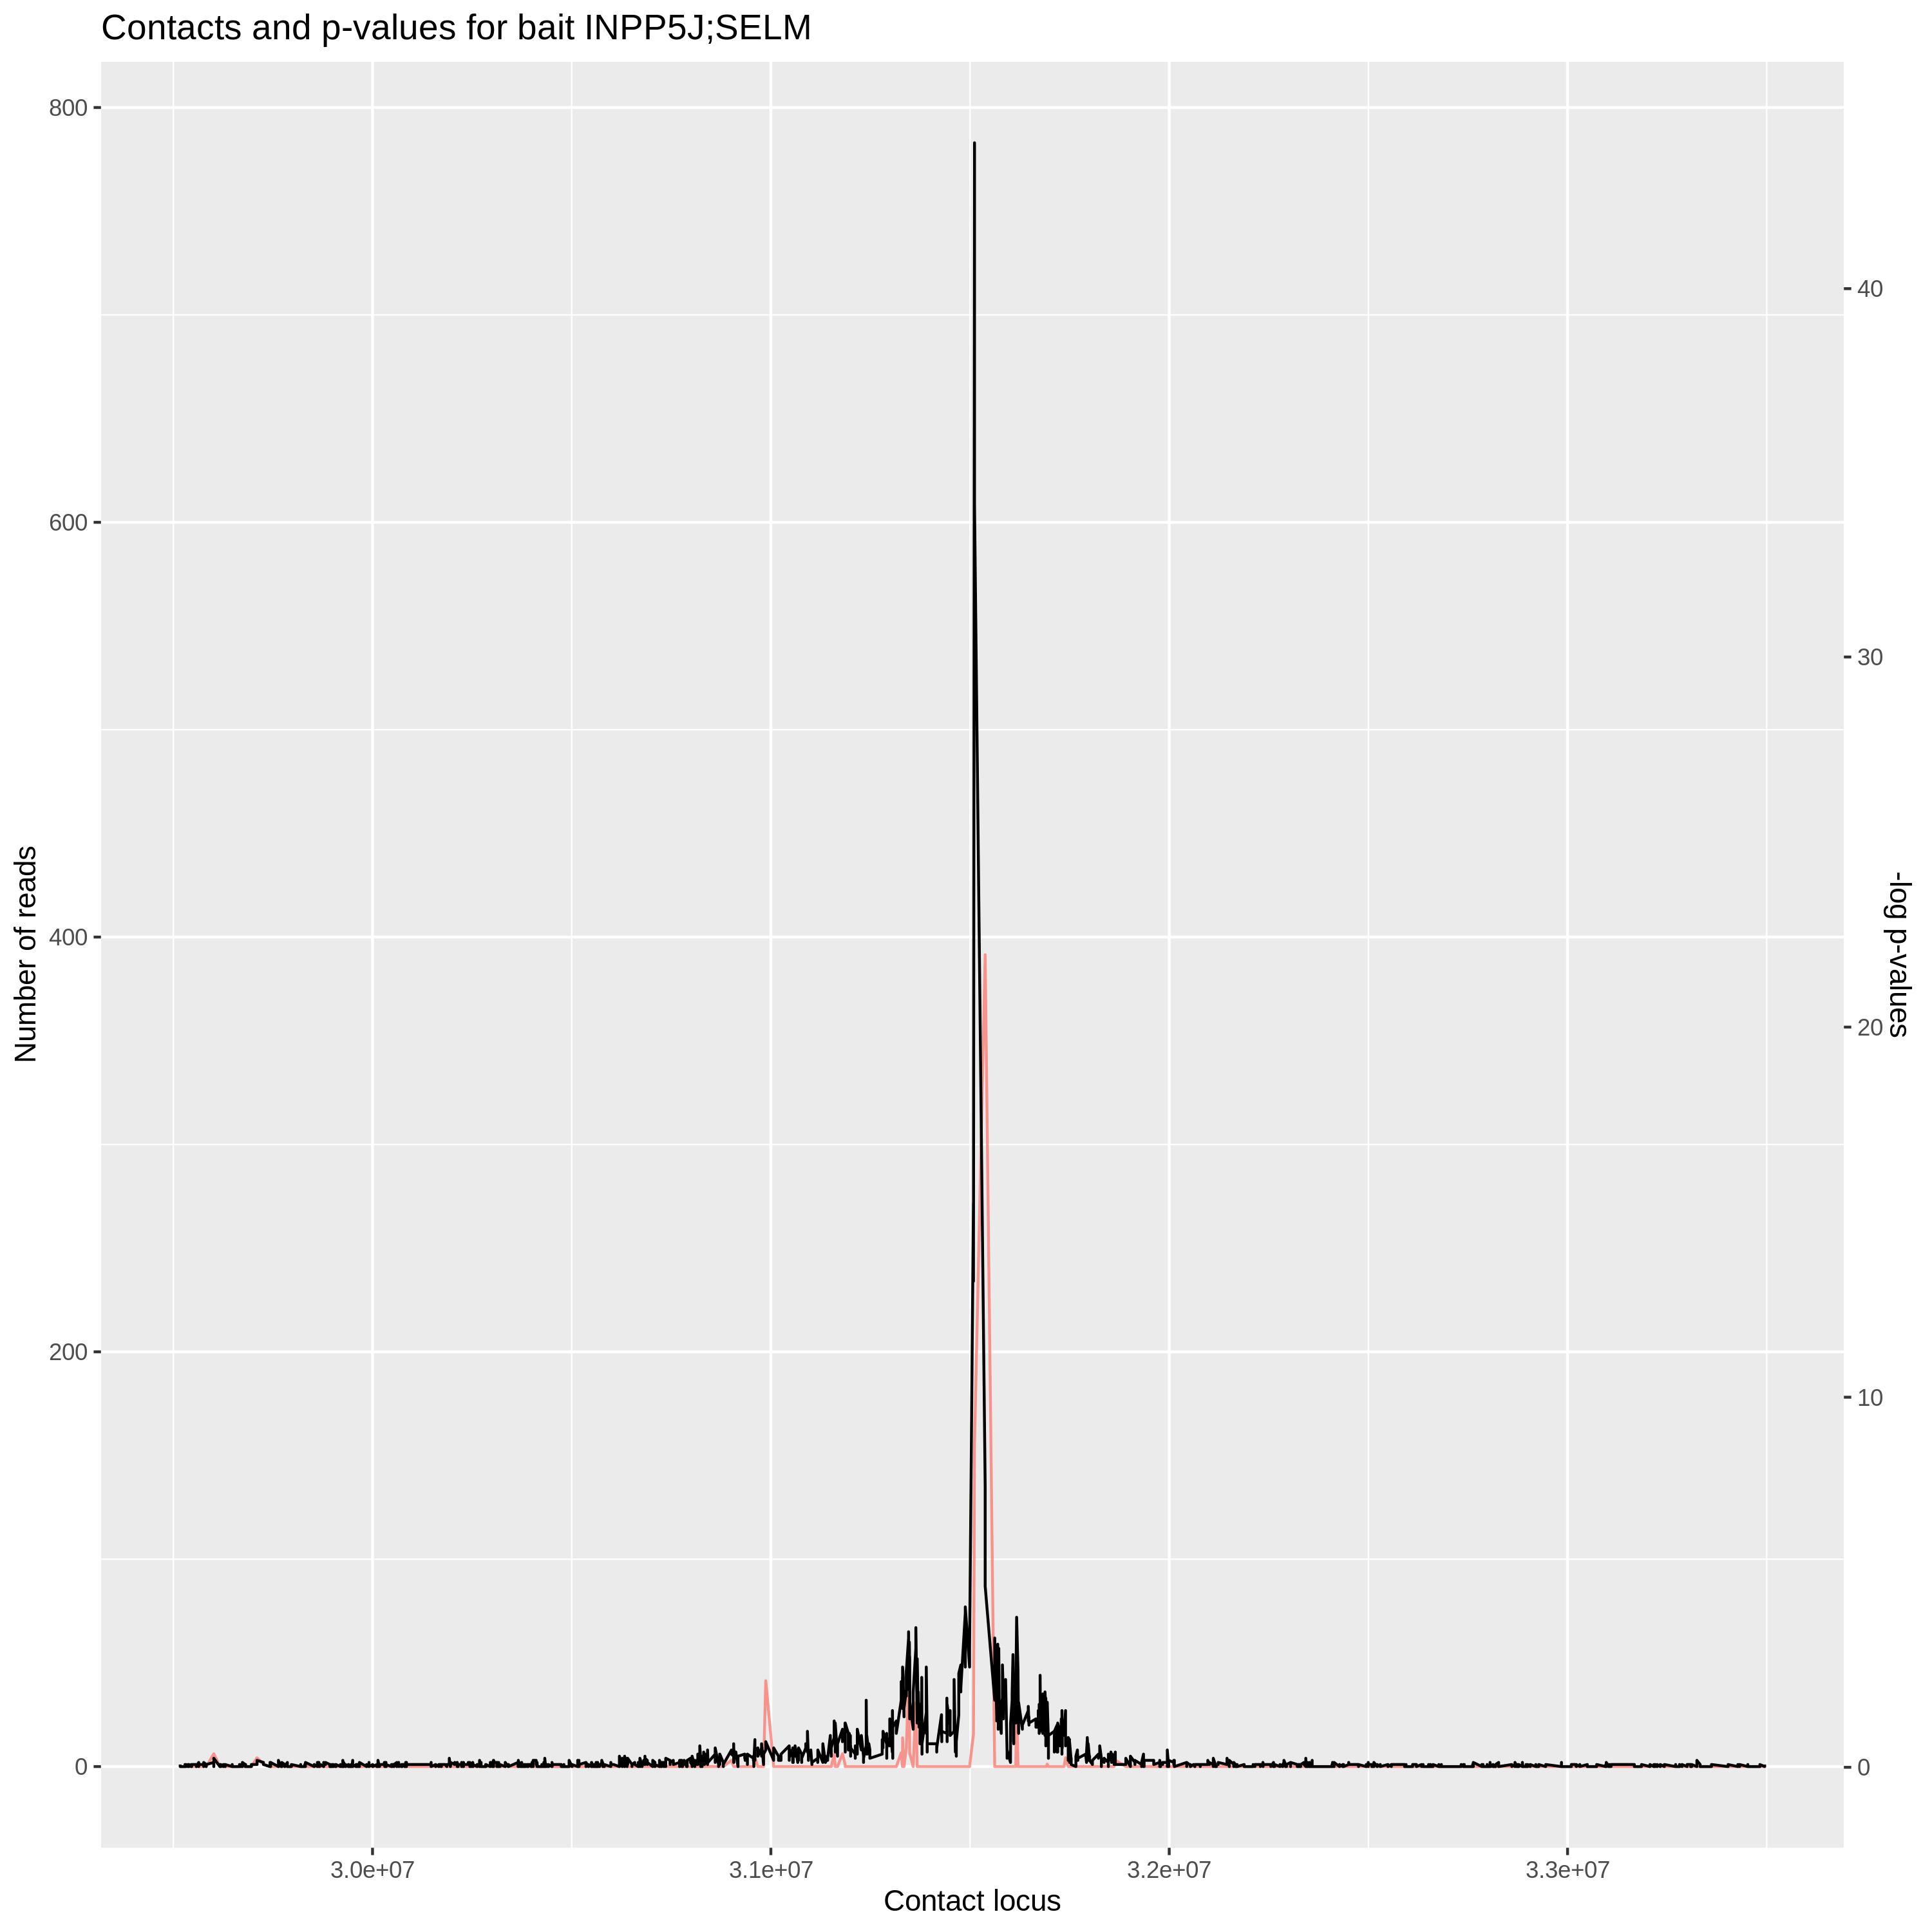 Contacts and p-values for bait INPP5J;SELM
800
600
400
200
0
Number of reads
40
30
20
10
0
-log p-values
3.0e+07
3.1e+07
3.2e+07
3.3e+07
Contact locus